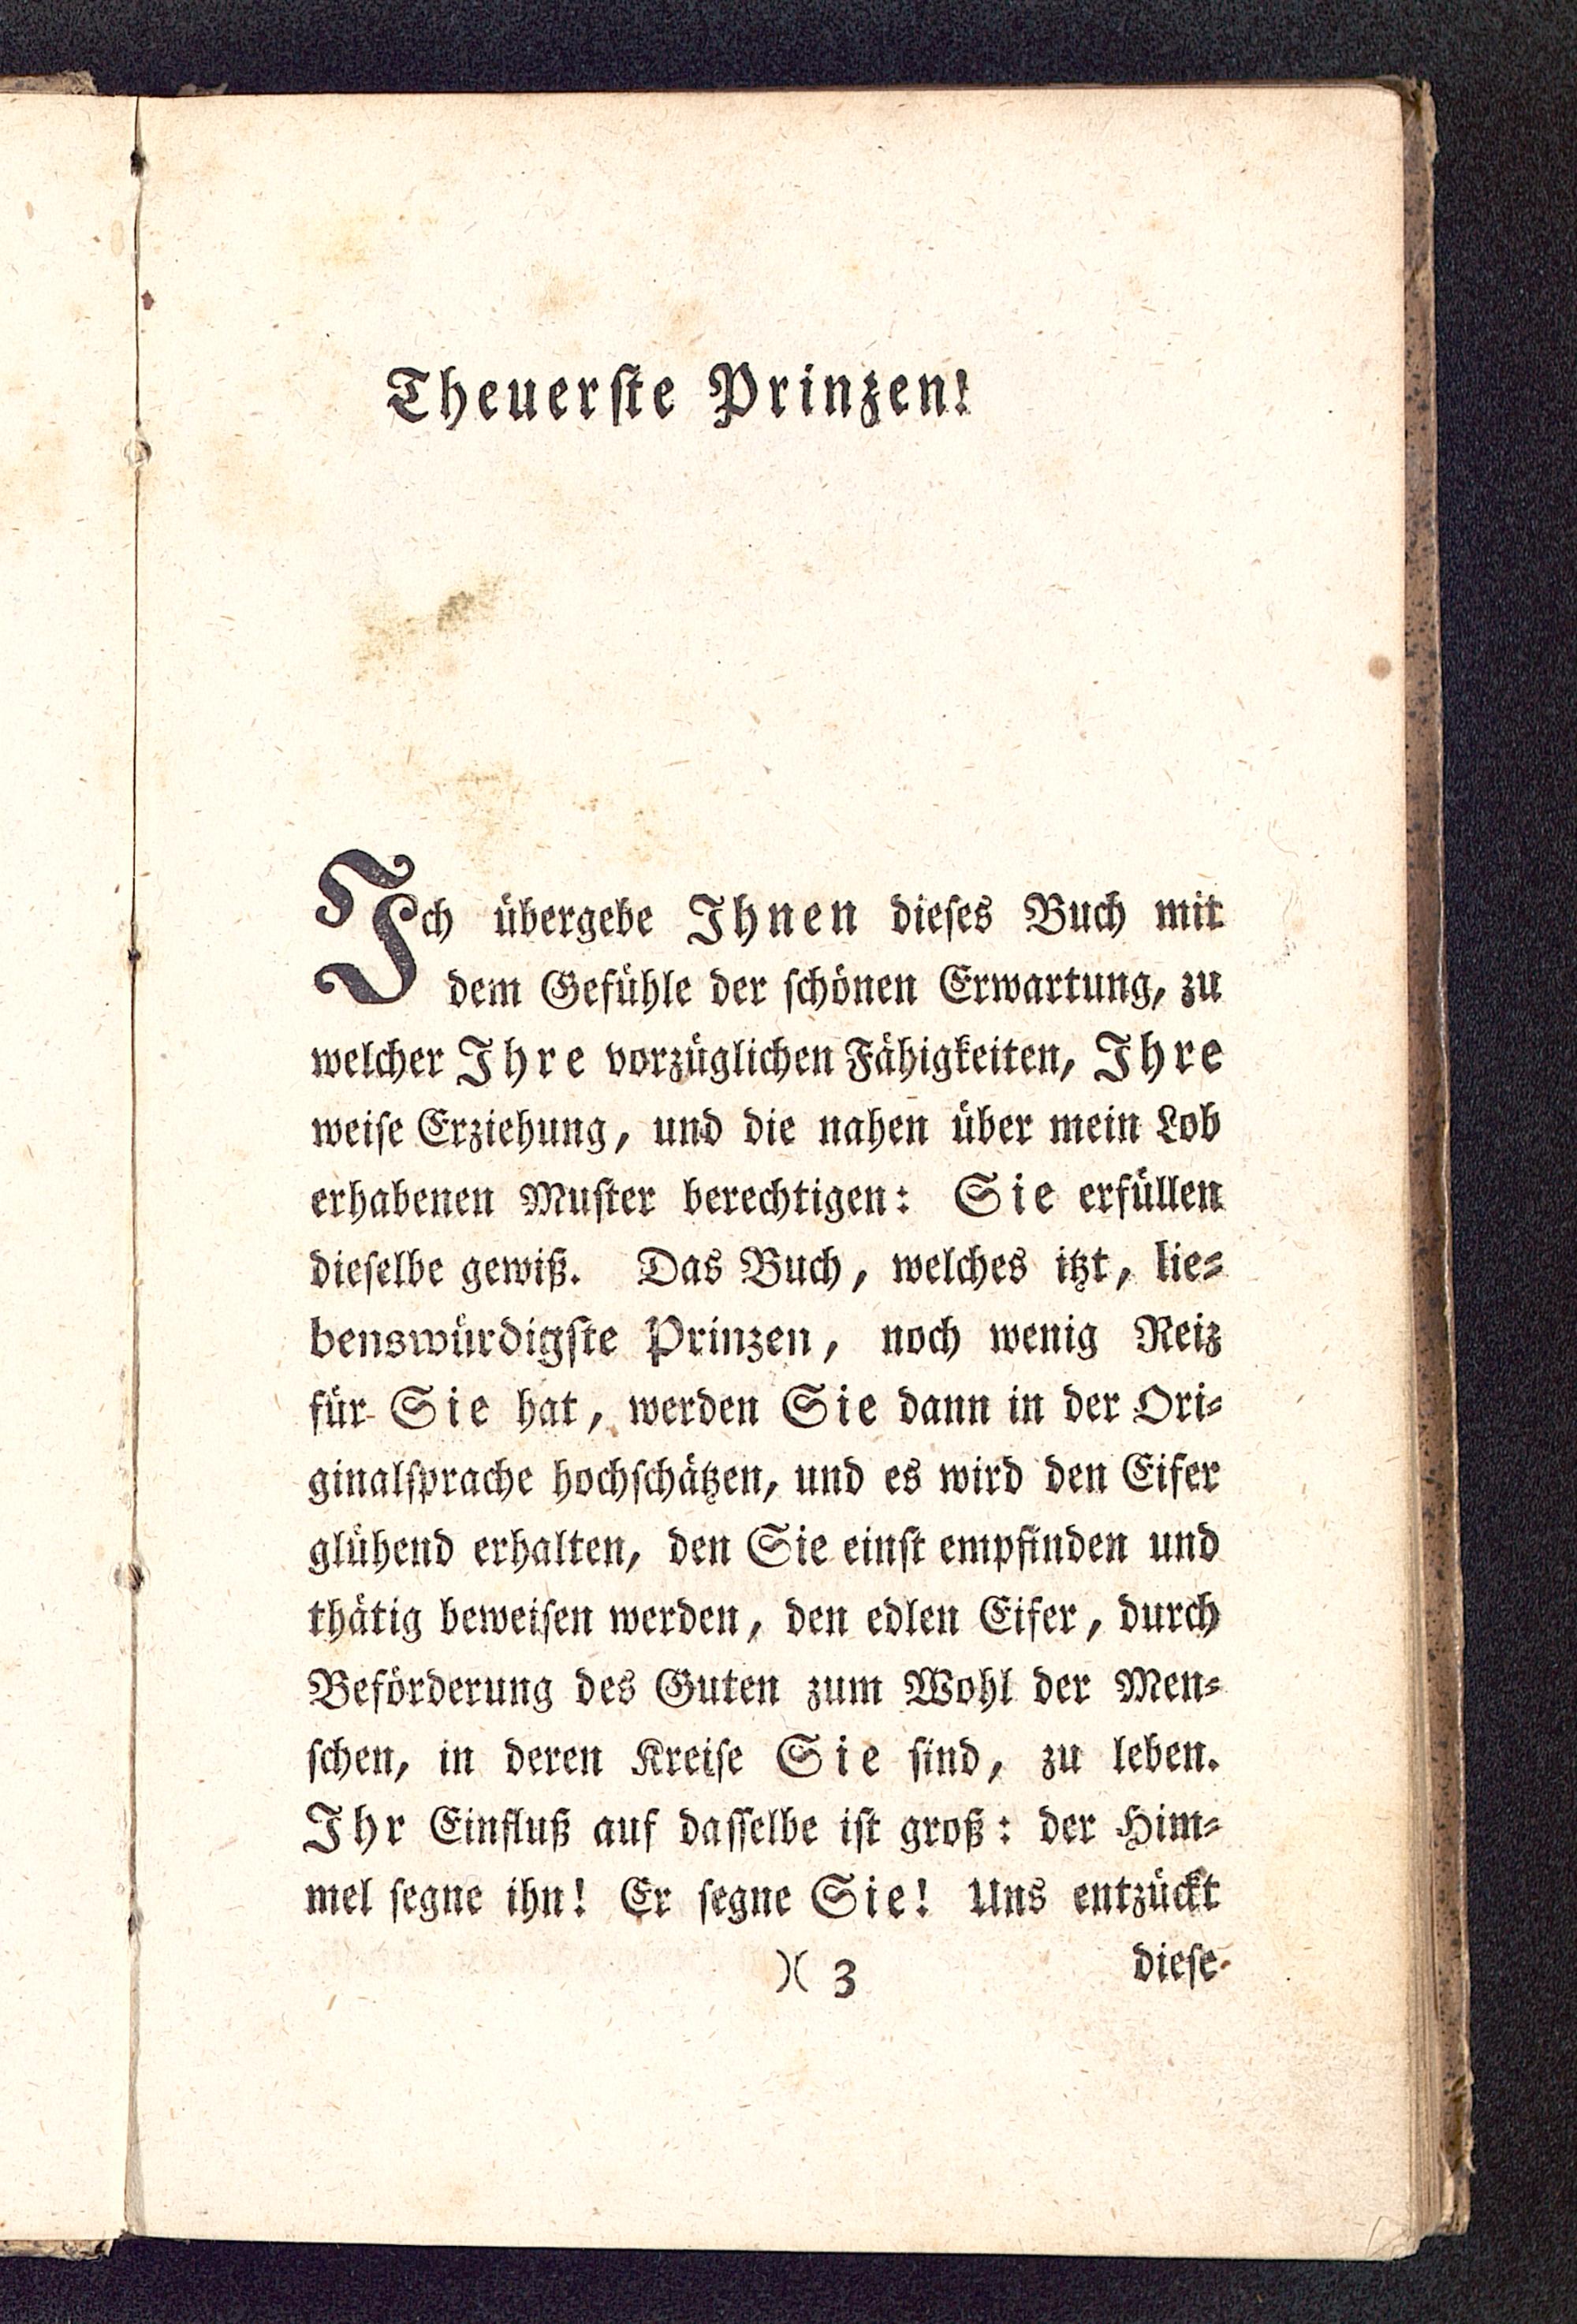 Theuerſte Prinzen!
Ich übergebe Ihnen dieſes Buch mit
dem Gefühle der ſchönen Erwartung, zu
welcher Ihre vorzüglichen Fähigkeiten, Ihre
weiſe Erziehung, und die nahen über mein Lob
erhabenen Muſter berechtigen: Sie erfüllen
dieſelbe gewiß. Das Buch, welches itzt, lie⸗
benswürdigſte Prinzen, noch wenig Reiz
für Sie hat, werden Sie dann in der Ori⸗
ginalſprache hochſchätzen, und es wird den Eifer
glühend erhalten, den Sie einſt empfinden und
thätig beweiſen werden, den edlen Eifer, durch
Beförderung des Guten zum Wohl der Men⸗
ſchen, in deren Kreiſe Sie ſind, zu leben.
Ihr Einfluß auf daſſelbe iſt groß: der Him⸗
mel ſegne ihn! Er ſegne Sie! Uns entzückt
)( 3 dieſe